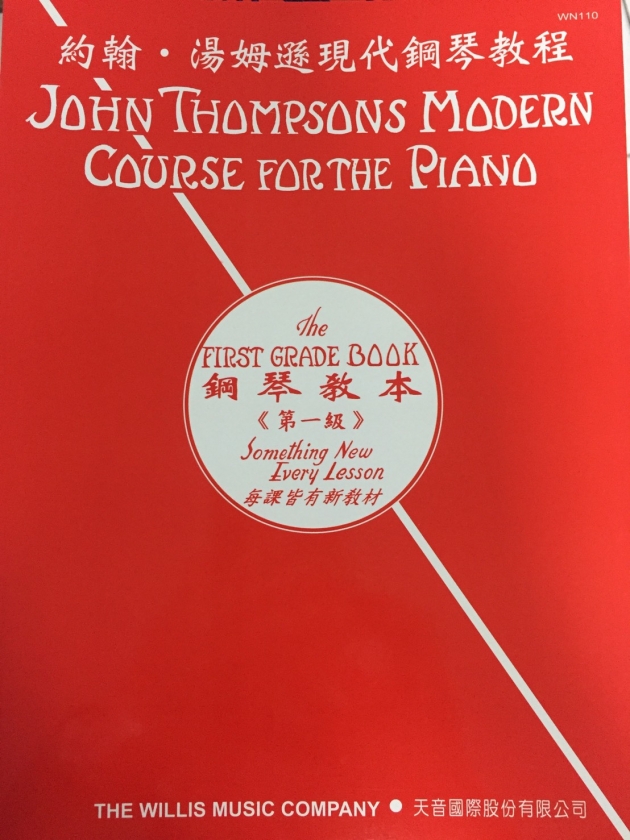 WN110
約翰·湯姆遜現代鋼琴教程
JOHN THOMPSONS MODERN
COURSE FOR THE PIANO
The
FIRST GRADE BOOK
鋼琴教本
《第一級》
Something New
Every Lesson
每課皆有新教材
THE WILLIS MUSIC COMPANY ● 天音國際股份有限公司